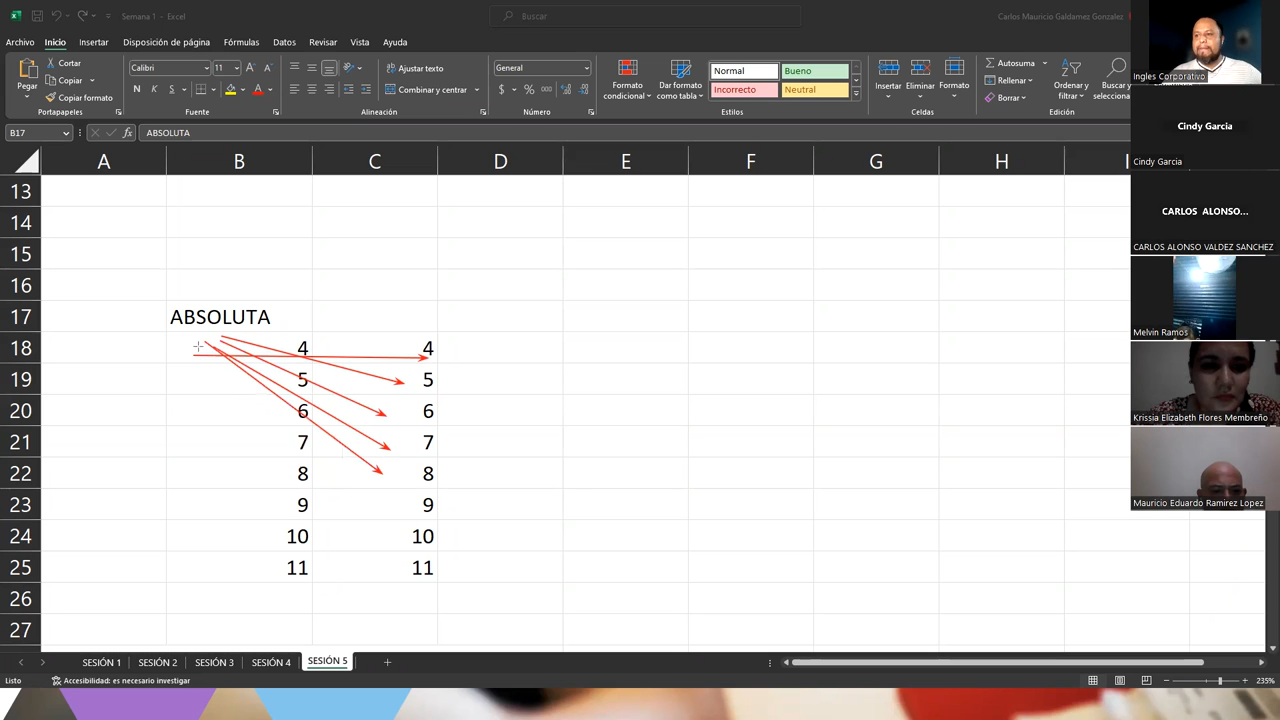 Semana 1 - Excel
Buscar
Carlos Mauricio Galdamez Gonzalez
Archivo Inicio Insertar Disposición de página Fórmulas Datos Revisar Vista Ayuda
Pegar
Cortar
Copiar
Copiar formato
Portapapeles
Calibri 11
N K S
Fuente
Ajustar texto
Combinar y centrar
Alineación
General
$ % 000
Número
Formato condicional
Dar formato como tabla
Normal Bueno
Incorrecto Neutral
Estilos
Insertar Eliminar Formato
Celdas
Autosuma
Rellenar
Borrar
Ordenar y filtrar
Buscar y
selecciona
Edición
B17 fx ABSOLUTA
A B C D E F G H I
13
14
15
16
17 ABSOLUTA
18 4 4
19 5 5
20 6 6
21 7 7
22 8 8
23 9 9
24 10 10
25 11 11
26
27
SESIÓN 1 SESIÓN 2 SESIÓN 3 SESIÓN 4 SESIÓN 5
Listo Accesibilidad: es necesario investigar 235%
Ingles Corporativo
Cindy Garcia
Cindy Garcia
CARLOS ALONSO...
CARLOS ALONSO VALDEZ SANCHEZ
Melvin Ramos
Krissia Elizabeth Flores Membreño
Mauricio Eduardo Ramirez Lopez